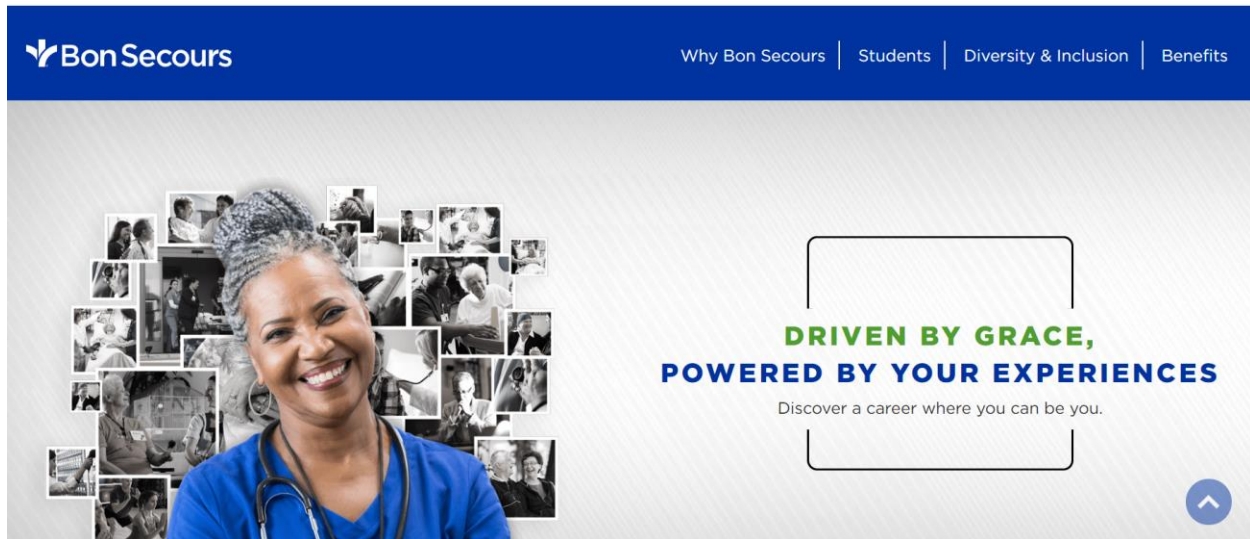 Bon Secours
Why Bon Secours
Students
Diversity & Inclusion
Benefits
DRIVEN BY GRACE,
POWERED BY YOUR EXPERIENCES
Discover a career where you can be you.